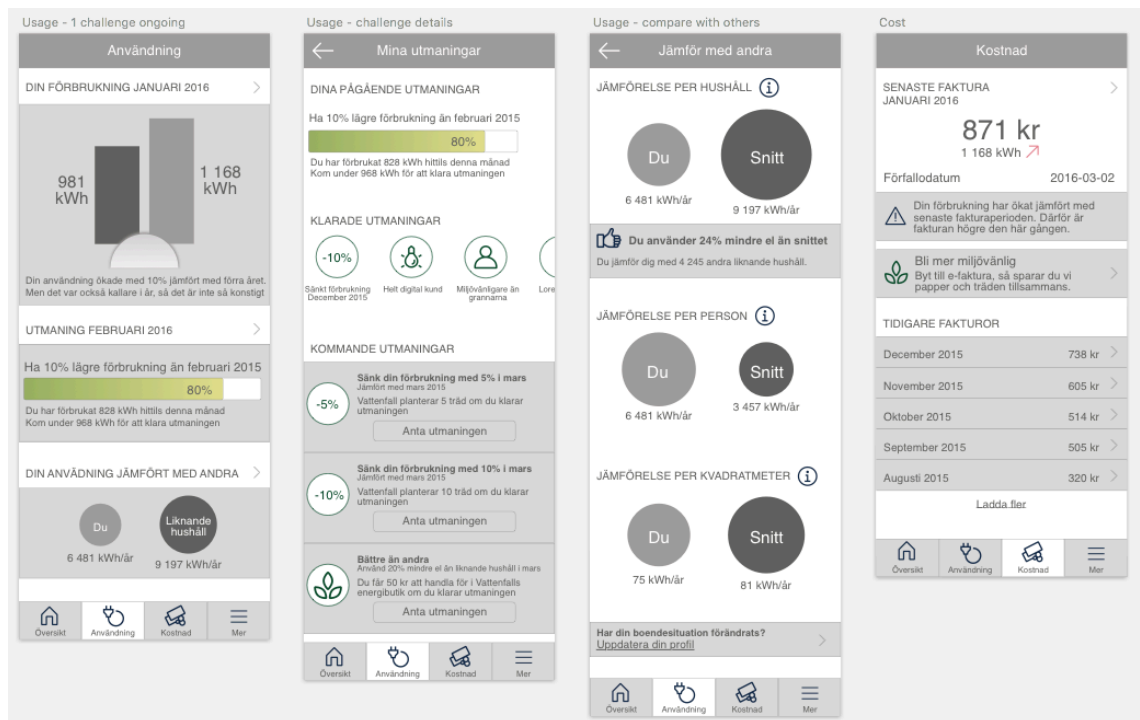 Usage - 1 challenge ongoing
Användning
DIN FÖRBRUKNING JANUARI 2016
981
kWh
1 168
kWh
Din användning ökade med 10% jämfört med förra året.
Men det var också kallare i år, så det är inte så konstigt
UTMANING FEBRUARI 2016
Ha 10% lägre förbrukning än februari 2015
80%
Du har förbrukat 828 kWh hittils denna månad
Kom under 968 kWh för att klara utmaningen
DIN ANVÄDNING JÄMFÖRT MED ANDRA
Du
Liknande
hushåll
6 481 kWh/år
9 197 kWh/år
Översikt
Användning
Kostnad
Mer
Usage - challenge details
Mina utmaningar
DINA PÅGÅENDE UTMANINGAR
Ha 10% lägre förbrukning än februari 2015
80%
Du har förbrukat 828 kWh hittils denna månad
Kom under 968 kWh för att klara utmaningen
KLARADE UTMANINGAR
-10%
Sänkt förbrukning
December 2015
Helt digital kund
Miljövänligare än
grannarna
Lore
KOMMANDE UTMANINGAR
-5%
Sänk din förbrukning med 5% i mars
Jämfört med mars 2015
Vattenfall planterar 5 träd om du klarar
utmaningen
Anta utmaningen
-10%
Sänk din förbrukning med 10% i mars
Jämfört med mars 2015
Vattenfall planterar 10 träd om du klarar
utmaningen
Anta utmaningen
Bättre än andra
Använd 20% mindre el än liknande hushåll i mars
Du får 50 kr att handla för i Vattenfalls
energibutik om du klarar utmaningen
Anta utmaningen
Översikt
Användning
Kostnad
Mer
Usage - compare with others
Jämför med andra
JÄMFÖRELSE PER HUSHÅLL
Du
Snitt
6 481 kWh/år
9 197 kWh/år
Du använder 24% mindre el än snittet
Du jämför dig med 4 245 andra liknande hushåll.
JÄMFÖRELSE PER PERSON
Du
Snitt
6 481 kWh/år
3 457 kWh/år
JÄMFÖRELSE PER KVADRATMETER
Du
Snitt
75 kWh/år
81 kWh/år
Har din boendesituation förändrats?
Uppdatera din profil
Översikt
Användning
Kostnad
Mer
Cost
Kostnad
SENASTE FAKTURA
JANUARI 2016
871 kr
1 168 kWh
Förfallodatum 2016-03-02
Din förbrukning har ökat jämfört med
senaste fakturaperioden. Därför är
fakturan högre den här gången.
Bli mer miljövänlig
Byt till e-faktura, så sparar du vi
papper och träden tillsammans.
TIDIGARE FAKTUROR
December 2015 738 kr
November 2015 605 kr
Oktober 2015 514 kr
September 2015 505 kr
Augusti 2015 320 kr
Ladda fler
Översikt
Användning
Kostnad
Mer